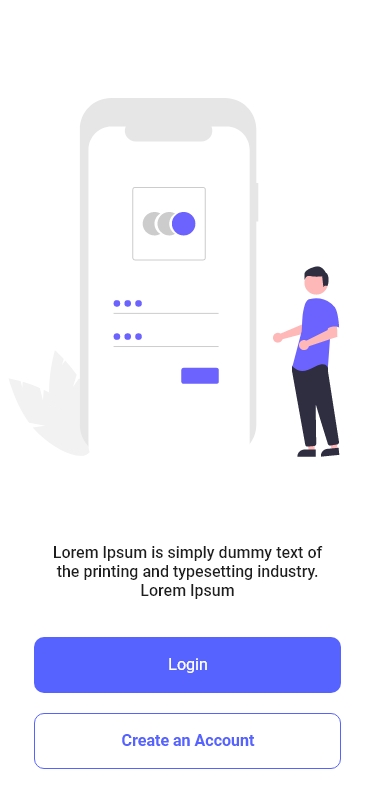 Lorem Ipsum is simply dummy text of
the printing and typesetting industry.
Lorem Ipsum
Login
Create an Account